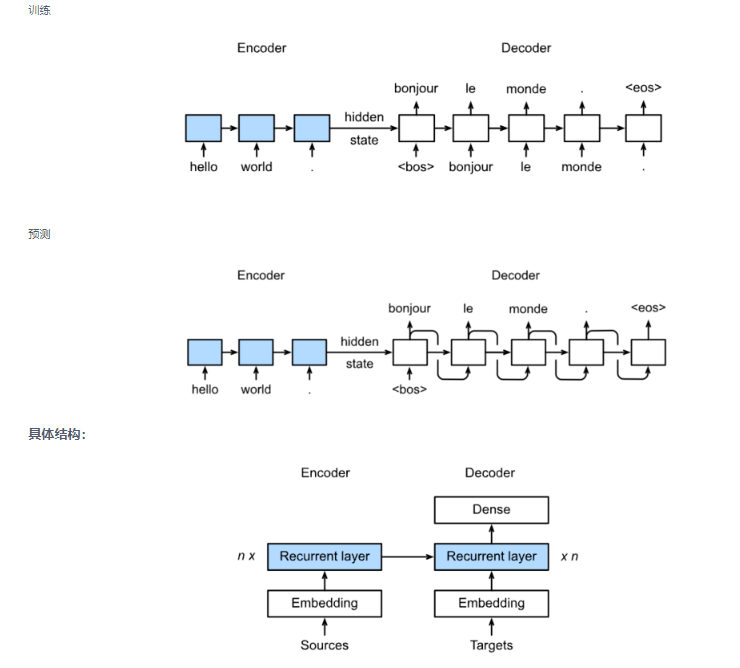 训练
Encoder Decoder
bonjour le monde . <eos>
hidden
state
hello world . <bos> bonjour le monde .
预测
Encoder Decoder
bonjour le monde . <eos>
hidden
state
hello world . <bos>
具体结构：
Encoder Decoder
Dense
n x Recurrent layer Recurrent layer x n
Embedding Embedding
Sources Targets